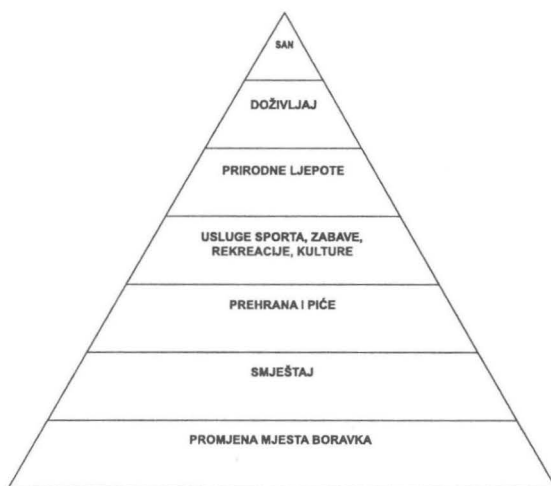 SAN
DOŽIVLJAJ
PRIRODNE LJEPOTE
USLUGE SPORTA, ZABAVE,
REKREACIJE, KULTURE
PREHRANA I PIĆE
SMJEŠTAJ
PROMJENA MJESTA BORAVKA